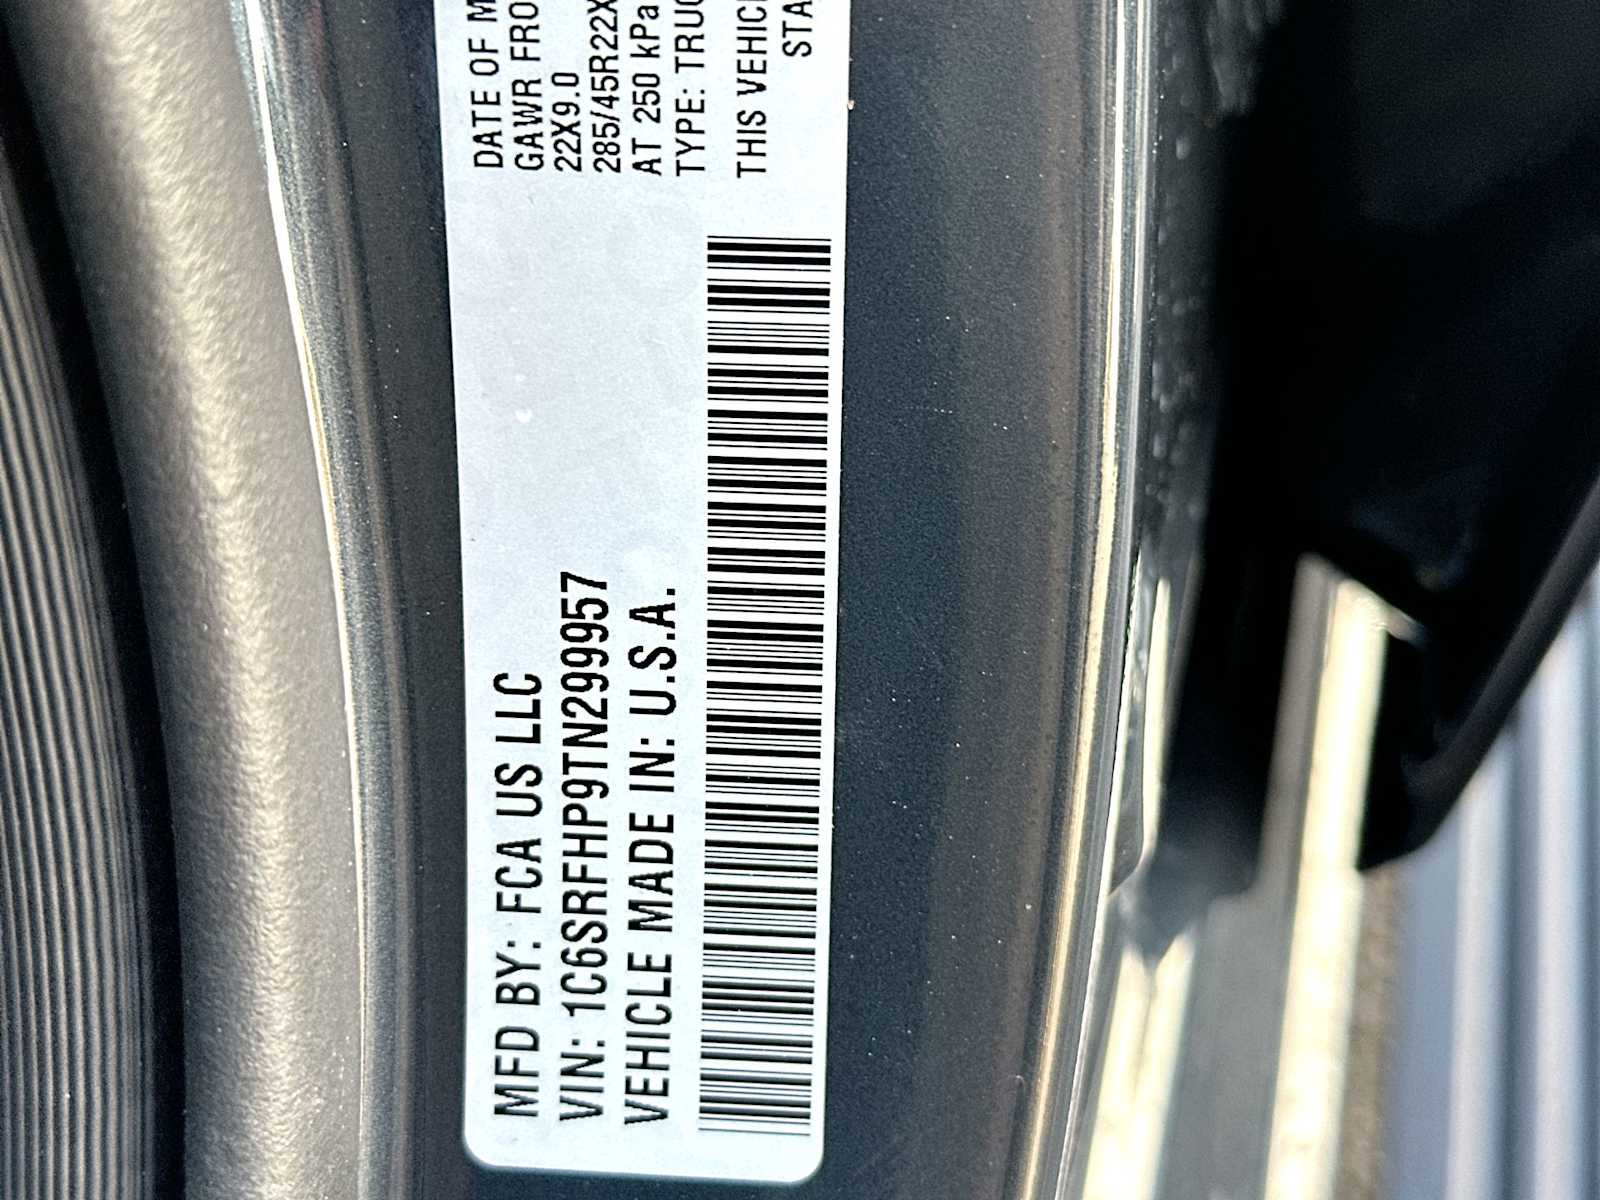 MFD BY: FCA US LLC
VIN: 1C6SRFHP9TN299957
VEHICLE MADE IN: U.S.A.
DATE OF M
GAWR FRO
22X9.0
285/45R22X
AT 250 kPa
TYPE: TRUC
THIS VEHIC
STA